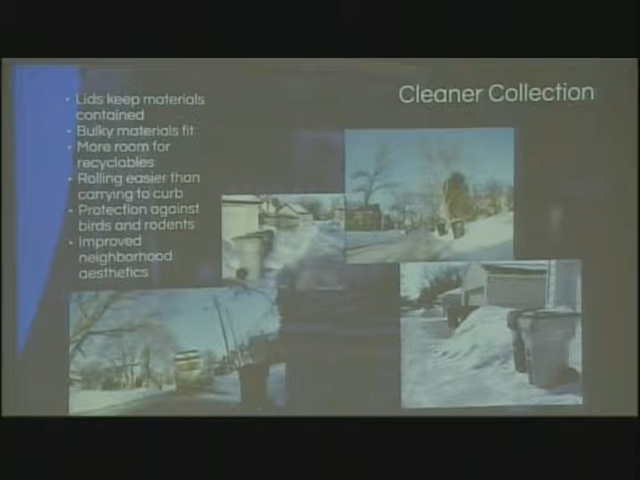 Cleaner Collection
• Lids keep materials
contained
• Bulky materials fit
• More room for
recyclables
• Rolling easier than
carrying to curb
• Protection against
birds and rodents
• Improved
neighborhood
aesthetics